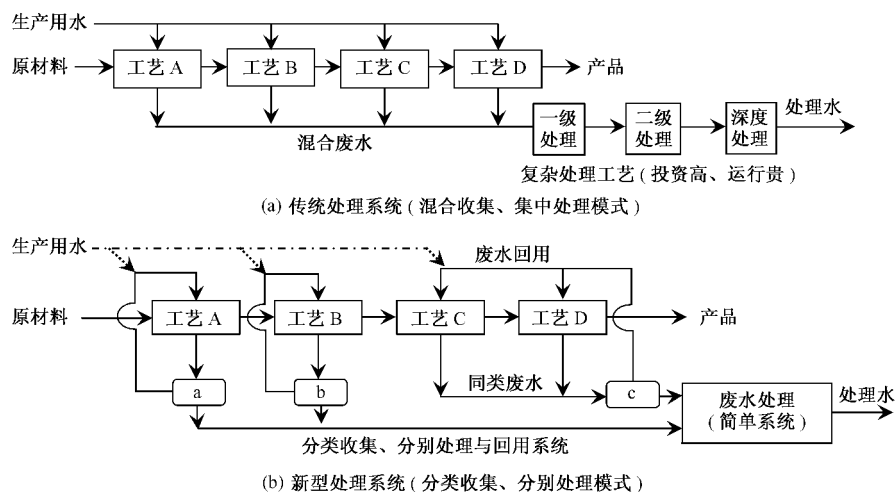 生产用水
原材料
工艺 A
工艺 B
工艺 C
工艺 D
产品
混合废水
一级
处理
二级
处理
深度
处理
处理水
复杂处理工艺(投资高、运行贵)
(a) 传统处理系统(混合收集、集中处理模式)
生产用水
废水回用
原材料
工艺 A
工艺 B
工艺 C
工艺 D
产品
a
b
同类废水
c
废水处理
(简单系统)
处理水
分类收集、分别处理与回用系统
(b) 新型处理系统(分类收集、分别处理模式)